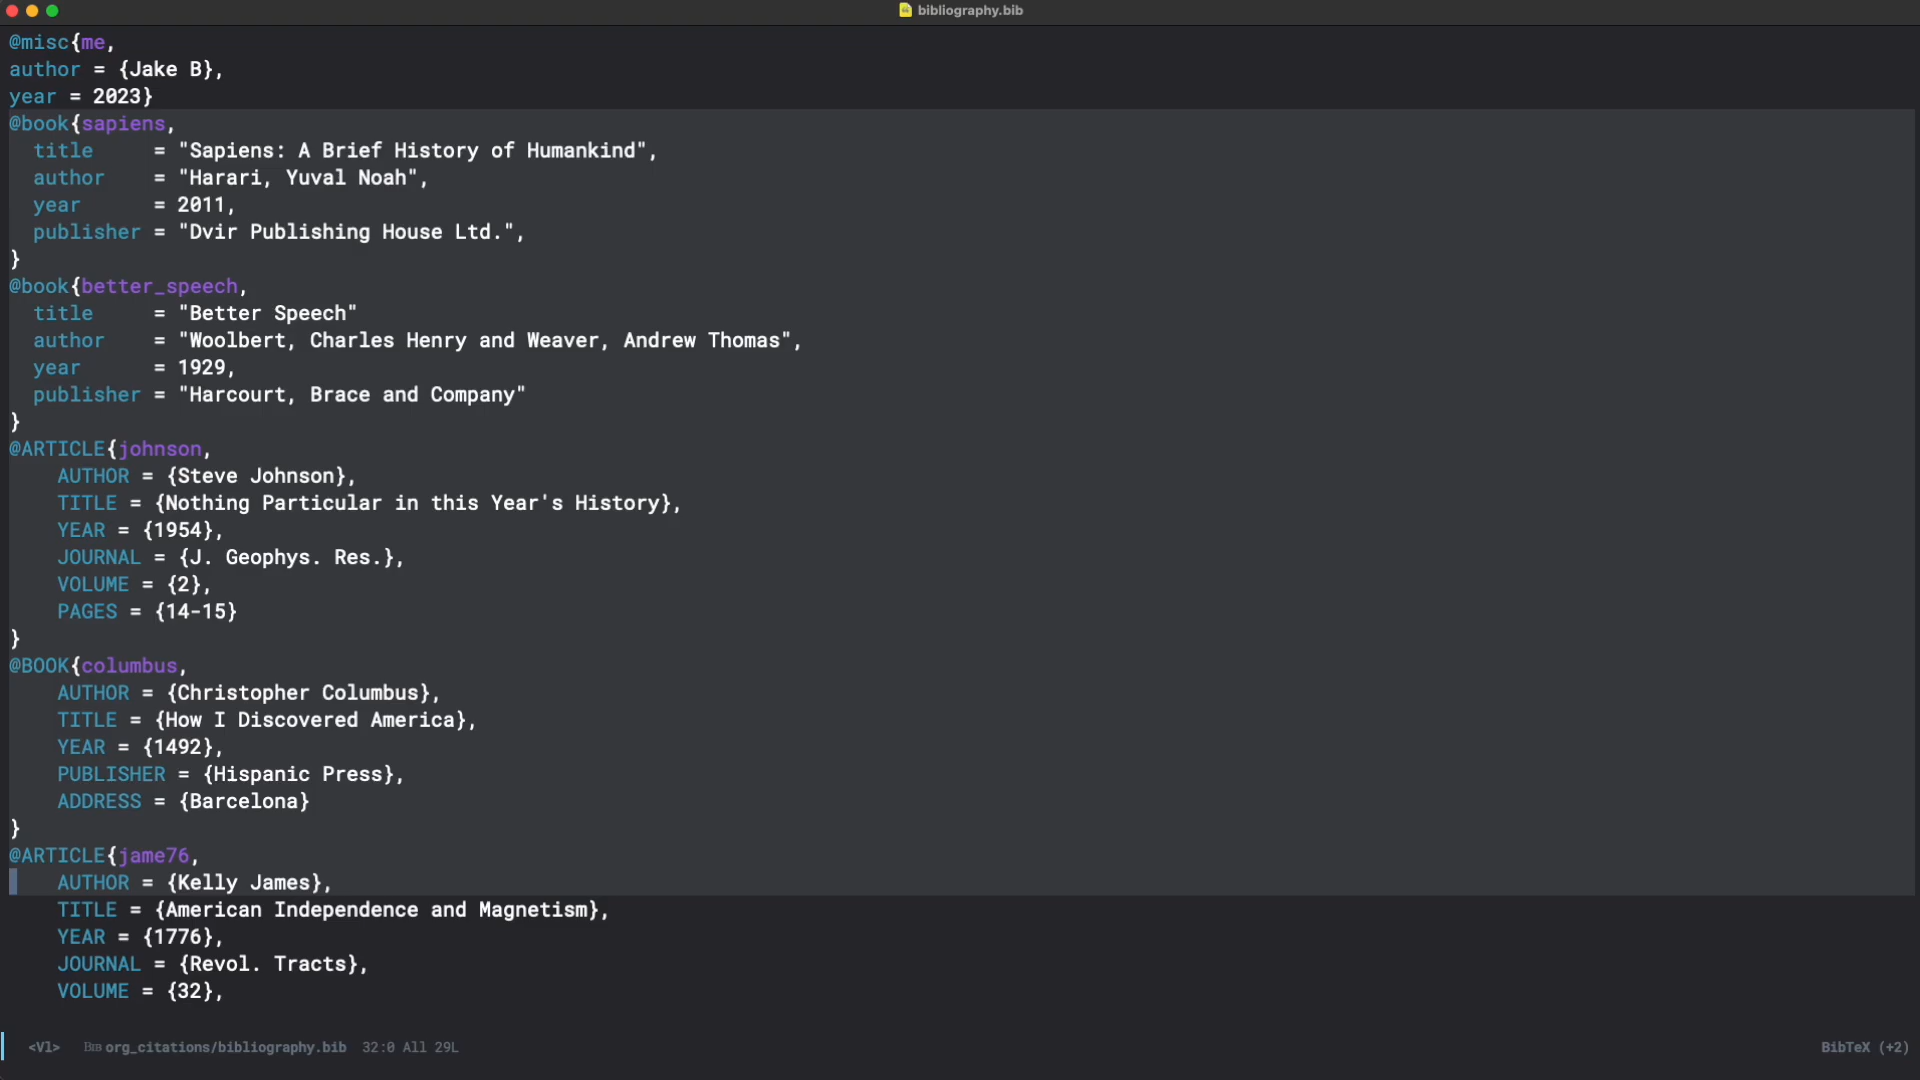 bibliography.bib
@misc{me,
author = {Jake B},
year = 2023}
@book{sapiens,
  title     = "Sapiens: A Brief History of Humankind",
  author    = "Harari, Yuval Noah",
  year      = 2011,
  publisher = "Dvir Publishing House Ltd.",
}
@book{better_speech,
  title     = "Better Speech"
  author    = "Woolbert, Charles Henry and Weaver, Andrew Thomas",
  year      = 1929,
  publisher = "Harcourt, Brace and Company"
}
@ARTICLE{johnson,
    AUTHOR = {Steve Johnson},
    TITLE = {Nothing Particular in this Year's History},
    YEAR = {1954},
    JOURNAL = {J. Geophys. Res.},
    VOLUME = {2},
    PAGES = {14-15}
}
@BOOK{columbus,
    AUTHOR = {Christopher Columbus},
    TITLE = {How I Discovered America},
    YEAR = {1492},
    PUBLISHER = {Hispanic Press},
    ADDRESS = {Barcelona}
}
@ARTICLE{jame76,
    AUTHOR = {Kelly James},
    TITLE = {American Independence and Magnetism},
    YEAR = {1776},
    JOURNAL = {Revol. Tracts},
    VOLUME = {32},
<Vl> Bib org_citations/bibliography.bib 32:0 All 29L BibTeX (+2)